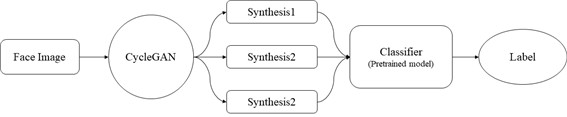 Face Image
CycleGAN
Synthesis1
Synthesis2
Synthesis2
Classifier
(Pretrained model)
Label